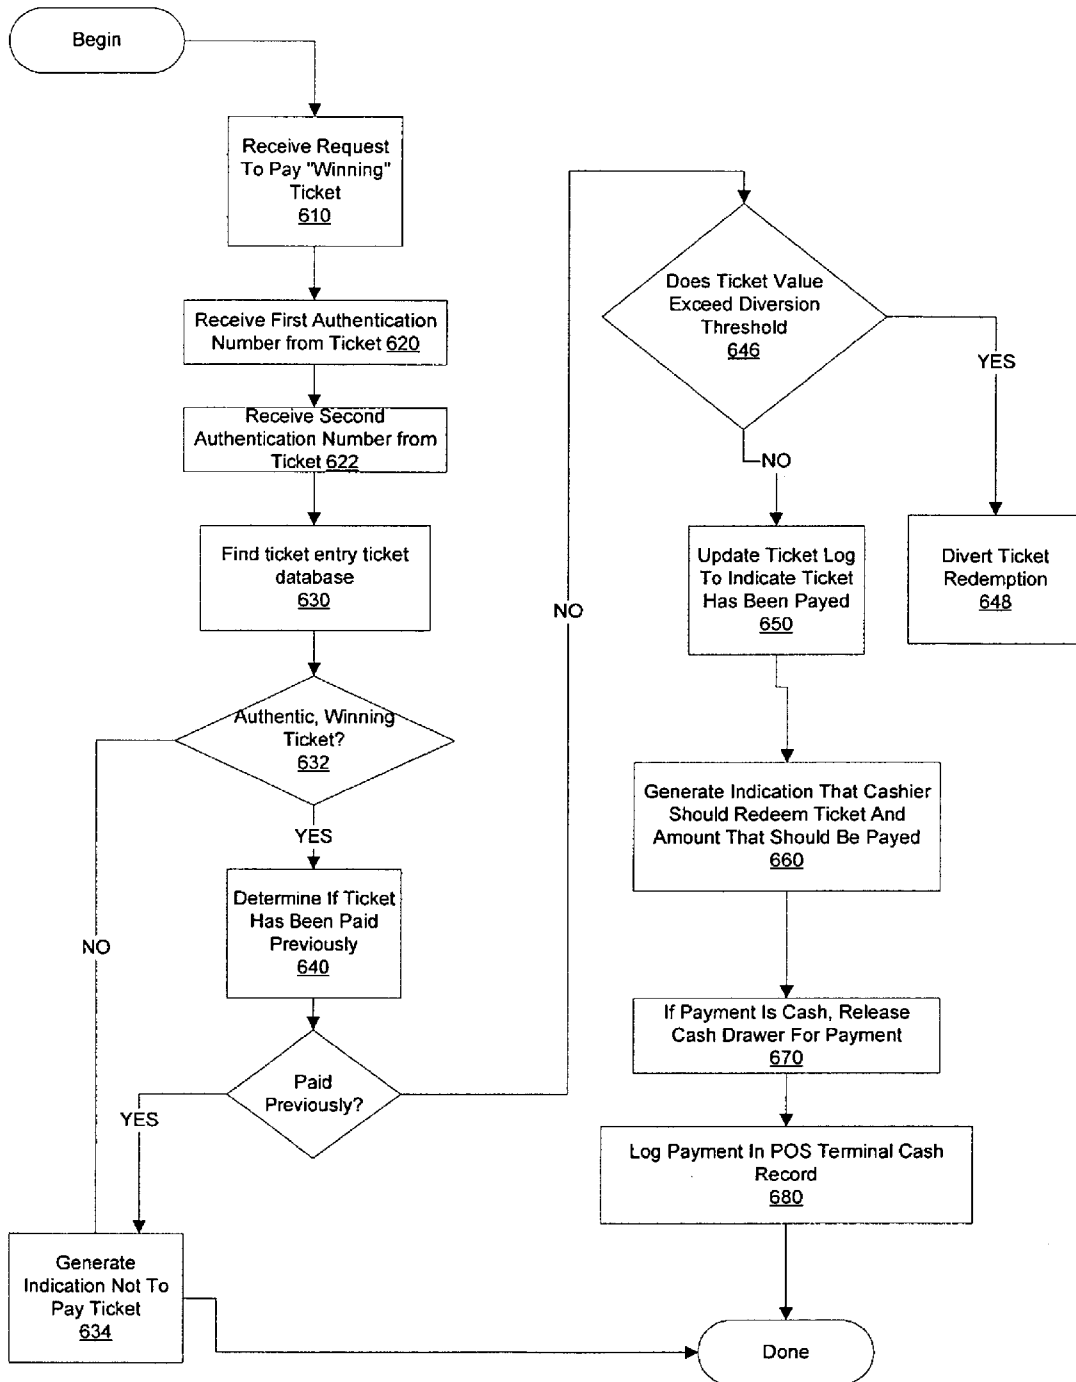 Begin
Receive Request
To Pay "Winning"
Ticket
610
Receive First Authentication
Number from Ticket 620
Receive Second
Authentication Number from
Ticket 622
Find ticket entry ticket
database
630
Authentic, Winning
Ticket?
632
NO
YES
Determine If Ticket
Has Been Paid
Previously
640
Paid
Previously?
YES
NO
Generate
Indication Not To
Pay Ticket
634
Does Ticket Value
Exceed Diversion
Threshold
646
YES
NO
Divert Ticket
Redemption
648
Update Ticket Log
To Indicate Ticket
Has Been Payed
650
Generate Indication That Cashier
Should Redeem Ticket And
Amount That Should Be Payed
660
If Payment Is Cash, Release
Cash Drawer For Payment
670
Log Payment In POS Terminal Cash
Record
680
Done